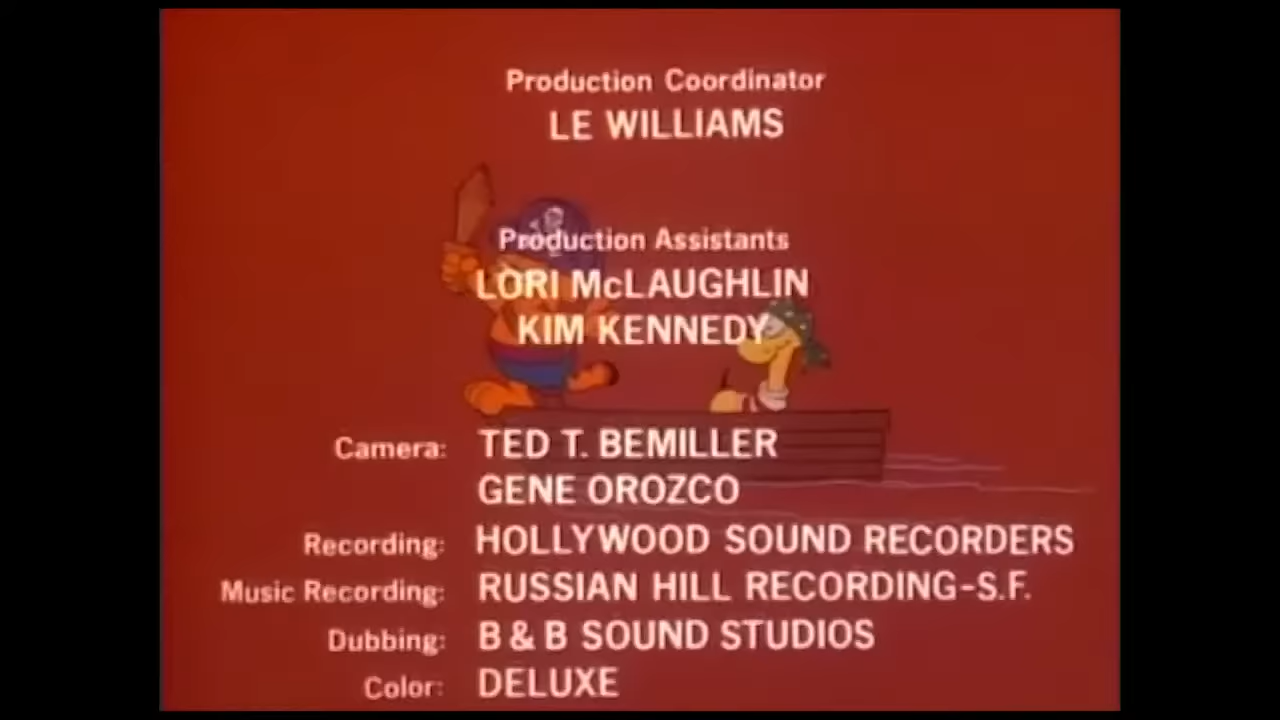 Production Coordinator
LE WILLIAMS
Production Assistants
LORI McLAUGHLIN
KIM KENNEDY
Camera: TED T. BEMILLER
GENE OROZCO
Recording: HOLLYWOOD SOUND RECORDERS
Music Recording: RUSSIAN HILL RECORDING-S.F.
Dubbing: B & B SOUND STUDIOS
Color: DELUXE